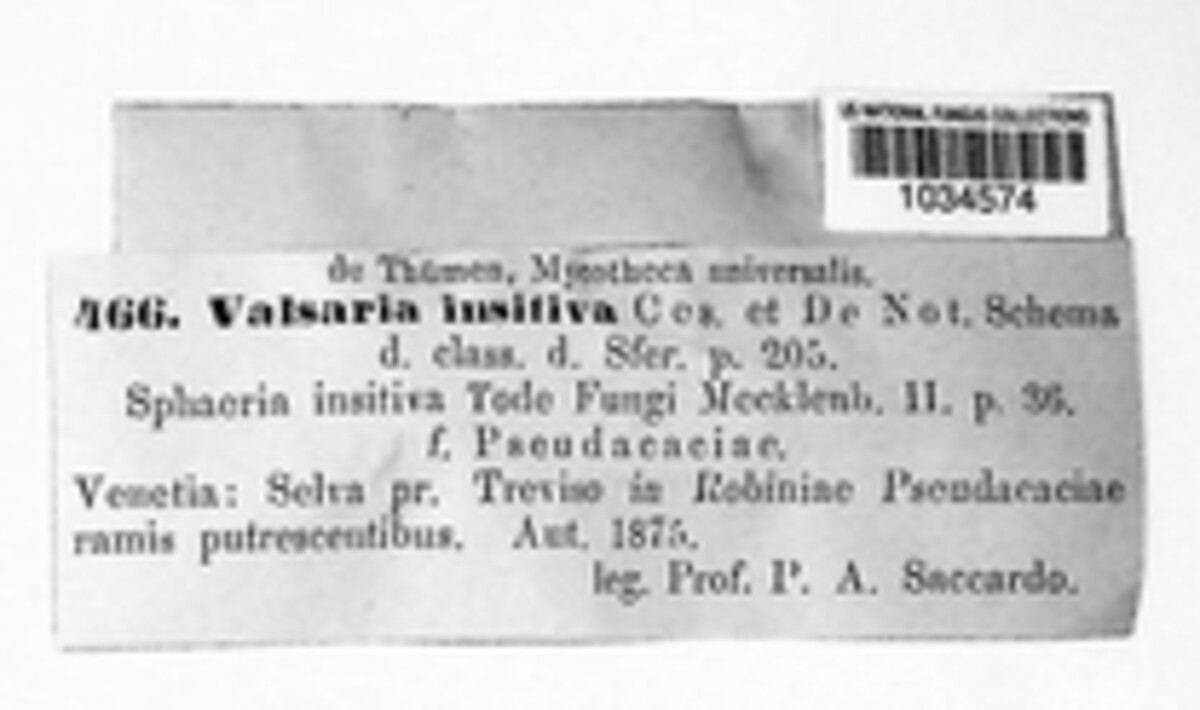 US NATIONAL FUNGUS COLLECTIONS
1034574
de Thümen, Mycotheca universalis.
466. Valsaria insitiva Ces. et De Not. Schema
d. class. d. Sfer. p. 205.
Sphaeria insitiva Tode Fungi Mecklenb. II. p. 36.
f. Pseudacaciae.
Venetia: Selva pr. Treviso in Robiniae Pseudacaciae
ramis putrescentibus. Aut. 1875.
leg. Prof. P. A. Saccardo.